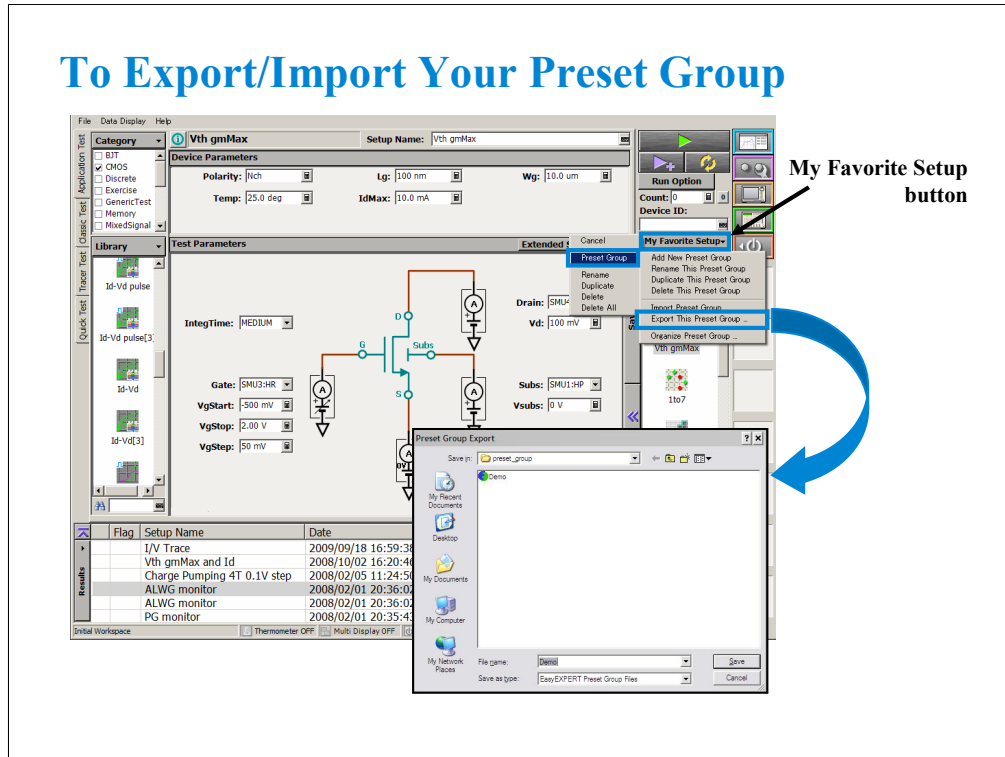 To Export/Import Your Preset Group
File Data Display Help
Application Test
Classic Test
Tracer Test
Quick Test
Category
BJT
CMOS
Discrete
Exercise
GenericTest
Memory
MixedSignal
Library
Id-Vd pulse
Id-Vd pulse[3]
Id-Vd
Id-Vd[3]
Vth gmMax
Setup Name: Vth gmMax
Device Parameters
Polarity: Nch
Lg: 100 nm
Wg: 10.0 um
Temp: 25.0 deg
IdMax: 10.0 mA
Test Parameters
Extended S
IntegTime: MEDIUM
Gate: SMU3:HR
VgStart: -500 mV
VgStop: 2.00 V
VgStep: 50 mV
G
D
Subs
S
A
A
A
Drain: SMU4
Vd: 100 mV
Subs: SMU1:HP
Vsubs: 0 V
Run Option
Count: 0
0
Device ID:
My Favorite Setup
Cancel
Preset Group
Rename
Duplicate
Delete
Delete All
Add New Preset Group
Rename This Preset Group
Duplicate This Preset Group
Delete This Preset Group
Import Preset Group
Export This Preset Group ...
Organize Preset Group ...
Vth gmMax
1to7
My Favorite Setup
button
Preset Group Export
Save in: preset_group
Demo
My Recent
Documents
Desktop
My Documents
My Computer
My Network
Places
File name: Demo
Save
Save as type: EasyEXPERT Preset Group Files
Cancel
Results
Flag Setup Name Date
I/V Trace 2009/09/18 16:59:38
Vth gmMax and Id 2008/10/02 16:20:46
Charge Pumping 4T 0.1V step 2008/02/05 11:24:50
ALWG monitor 2008/02/01 20:36:02
ALWG monitor 2008/02/01 20:36:02
PG monitor 2008/02/01 20:35:43
Initial Workspace
Thermometer OFF
Multi Display OFF